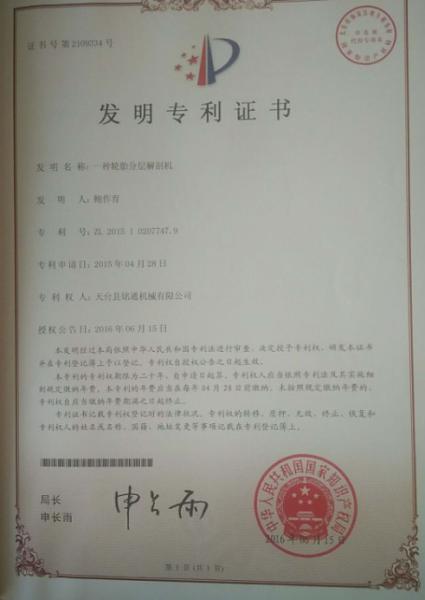 证书号第2109334号
发明专利证书
发明名称:一种轮胎分层解剖机
发明人:鲍作育
专利号:ZL 2015 1 0207747.9
专利申请日:2015年04月28日
专利权人:天台县铭通机械有限公司
授权公告日:2016年06月15日
本发明经过本局依照中华人民共和国专利法进行审查,决定授予专利权,颁发本证书
并在专利登记簿上予以登记。专利权自授权公告之日起生效。
本专利的专利权期限为二十年,自申请日起算。专利权人应当依照专利法及其实施细
则规定缴纳年费。本专利的年费应当在每年04月28日前缴纳。未按照规定缴纳年费的,
专利权自应当缴纳年费期满之日起终止。
专利证书记载专利权登记时的法律状况。专利权的转移、质押、无效、终止、恢复和
专利权人的姓名或名称、国籍、地址变更等事项记载在专利登记簿上。
局长
申长雨
申长雨
中华人民共和国国家知识产权局
2016年06月15日
第1页(共1页)